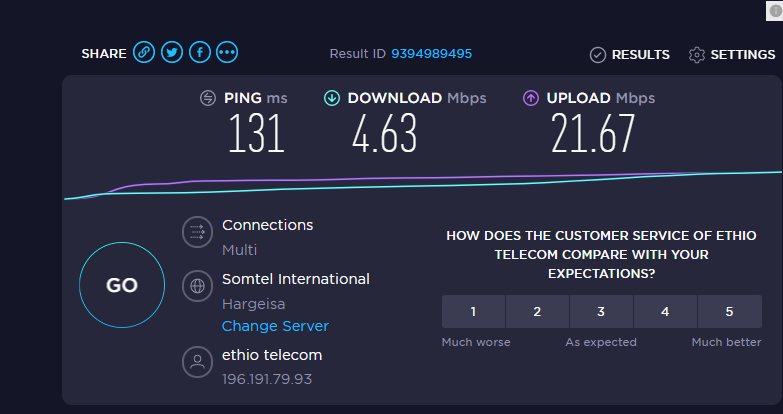 SHARE
Result ID 9394989495
RESULTS
SETTINGS
PING ms
DOWNLOAD Mbps
UPLOAD Mbps
131
4.63
21.67
GO
Connections
Multi
Somtel International
Hargeisa
Change Server
ethio telecom
196.191.79.93
HOW DOES THE CUSTOMER SERVICE OF ETHIO
TELECOM COMPARE WITH YOUR
EXPECTATIONS?
1 2 3 4 5
Much worse As expected Much better